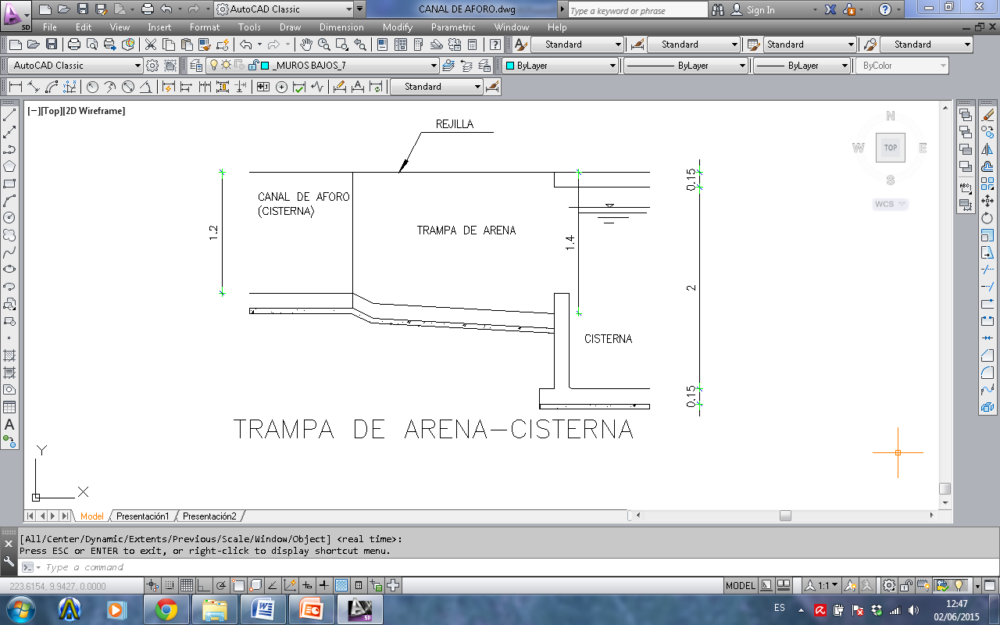 AutoCAD Classic
CANAL DE AFORO.dwg
Type a keyword or phrase
Sign In
SD
File Edit View Insert Format Tools Draw Dimension Modify Parametric Window Help
Standard
Standard
Standard
Standard
AutoCAD Classic
_MUROS BAJOS_7
ByLayer
ByLayer
ByLayer
ByColor
Standard
[−][Top][2D Wireframe]
REJILLA
N
W
TOP
E
S
WCS
0.15
CANAL DE AFORO
(CISTERNA)
TRAMPA DE ARENA
1.2
1.4
2
CISTERNA
0.15
TRAMPA DE ARENA-CISTERNA
Y
X
Model Presentación1 Presentación2
[All/Center/Dynamic/Extents/Previous/Scale/Window/Object] <real time>:
Press ESC or ENTER to exit, or right-click to display shortcut menu.
Type a command
223.6154, 9.9427, 0.0000
MODEL
1:1
ES
12:47
02/06/2015